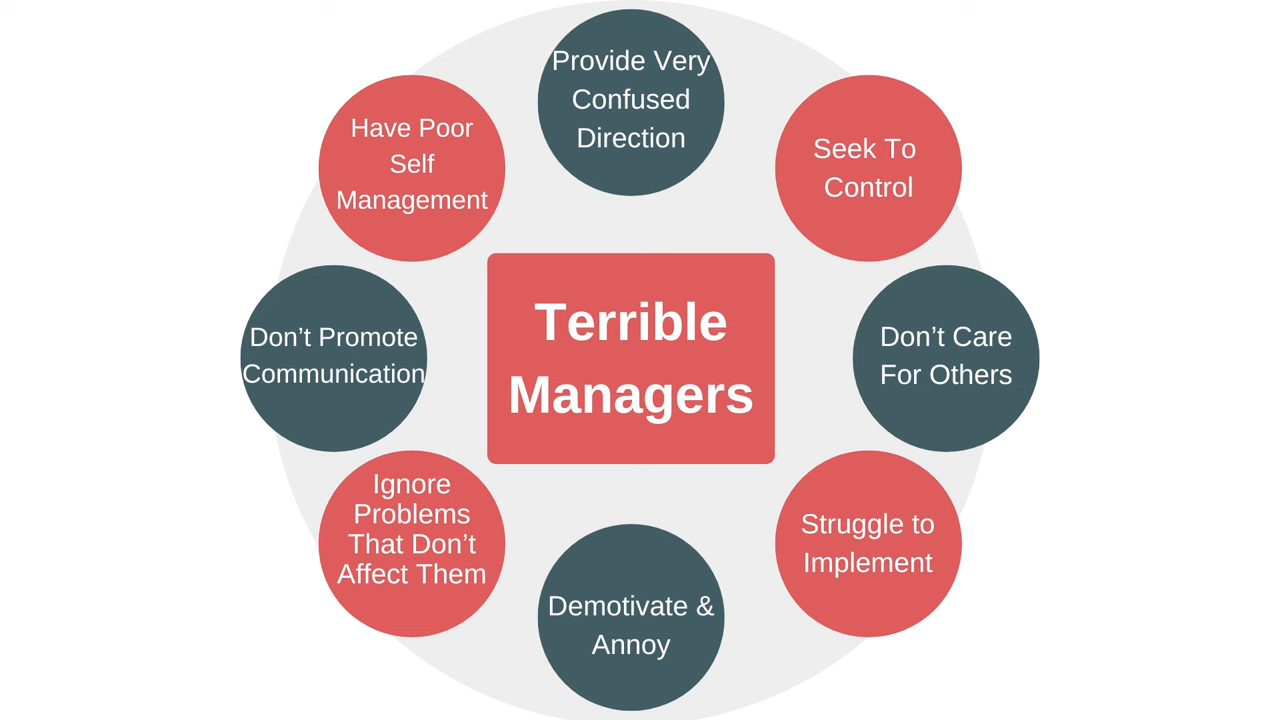 Provide Very
Confused
Direction
Have Poor
Self
Management
Seek To
Control
Terrible
Managers
Don’t Promote
Communication
Don’t Care
For Others
Ignore
Problems
That Don’t
Affect Them
Struggle to
Implement
Demotivate &
Annoy